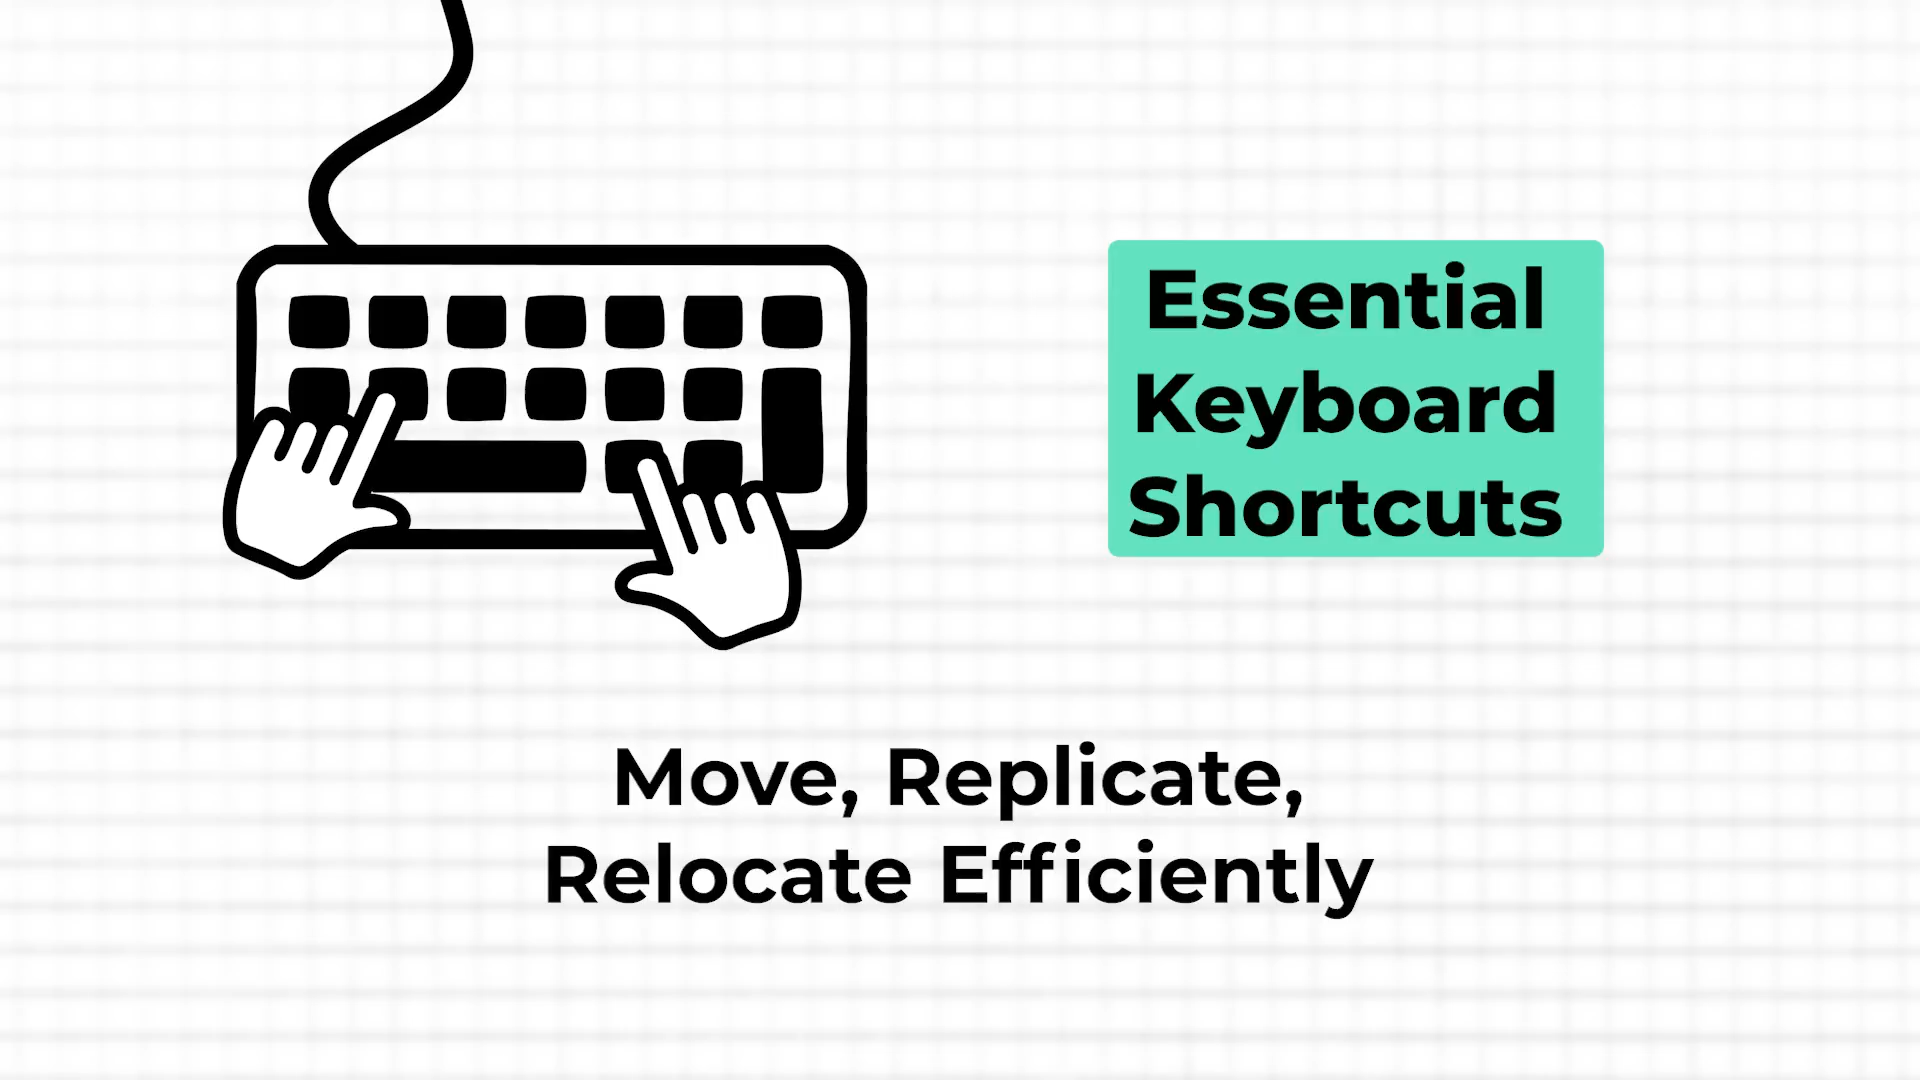 Essential
Keyboard
Shortcuts
Move, Replicate,
Relocate Efficiently